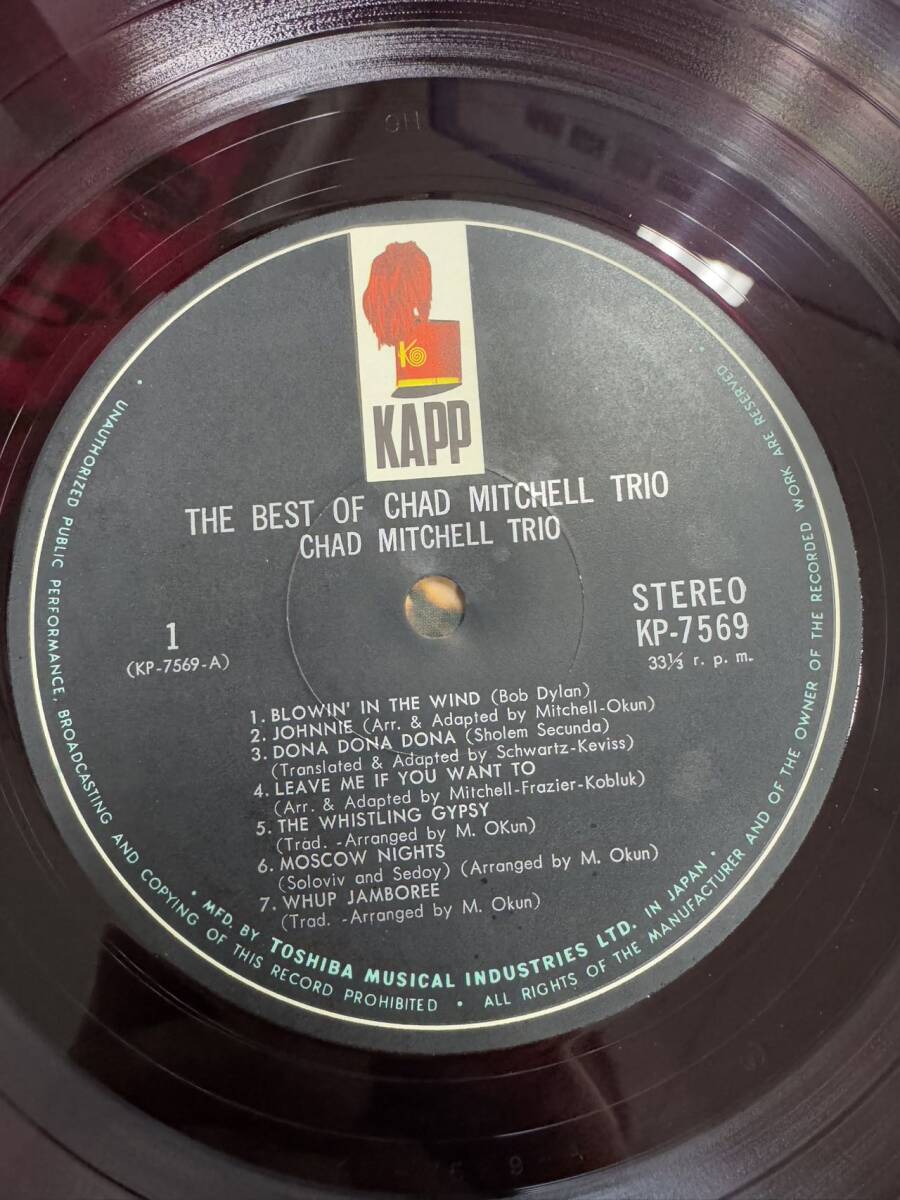 KO
KAPP
THE BEST OF CHAD MITCHELL TRIO
CHAD MITCHELL TRIO
1
(KP-7569-A)
STEREO
KP-7569
33⅓ r. p. m.
1. BLOWIN' IN THE WIND (Bob Dylan)
2. JOHNNIE (Arr. & Adapted by Mitchell-Okun)
3. DONA DONA DONA (Sholem Secunda)
(Translated & Adapted by Schwartz-Keviss)
4. LEAVE ME IF YOU WANT TO
(Arr. & Adapted by Mitchell-Frazier-Kobluk)
5. THE WHISTLING GYPSY
(Trad. -Arranged by M. OKun)
6. MOSCOW NIGHTS
(Soloviv and Sedoy) (Arranged by M. Okun)
7. WHUP JAMBOREE
(Trad. -Arranged by M. Okun)
• MFD. BY TOSHIBA MUSICAL INDUSTRIES LTD. IN JAPAN •
• UNAUTHORIZED PUBLIC PERFORMANCE, BROADCASTING AND COPYING OF THIS RECORD PROHIBITED • ALL RIGHTS OF THE MANUFACTURER AND OF THE OWNER OF THE RECORDED WORK ARE RESERVED •